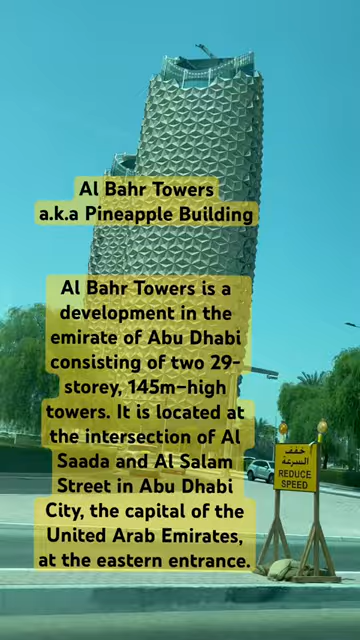 Al Bahr Towers
a.k.a Pineapple Building
Al Bahr Towers is a
development in the
emirate of Abu Dhabi
consisting of two 29-
storey, 145m-high
towers. It is located at
the intersection of Al
Saada and Al Salam
Street in Abu Dhabi
City, the capital of the
United Arab Emirates,
at the eastern entrance.
خفف
السرعة
REDUCE
SPEED